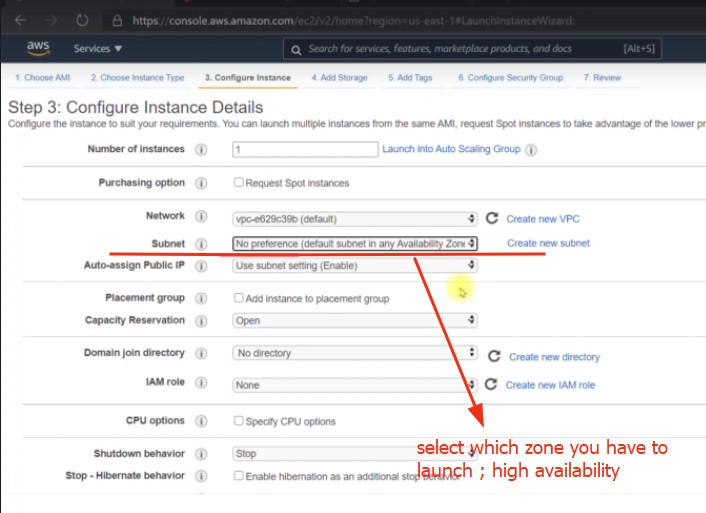 https://console.aws.amazon.com/ec2/v2/home?region=us-east-1#LaunchInstanceWizard:
aws Services Search for services, features, marketplace products, and docs [Alt+S]
1. Choose AMI 2. Choose Instance Type 3. Configure Instance 4. Add Storage 5. Add Tags 6. Configure Security Group 7. Review
Step 3: Configure Instance Details
Configure the instance to suit your requirements. You can launch multiple instances from the same AMI, request Spot instances to take advantage of the lower pr
Number of instances 1 Launch into Auto Scaling Group
Purchasing option Request Spot instances
Network vpc-e629c39b (default) Create new VPC
Subnet No preference (default subnet in any Availability Zone Create new subnet
Auto-assign Public IP Use subnet setting (Enable)
Placement group Add instance to placement group
Capacity Reservation Open
Domain join directory No directory Create new directory
IAM role None Create new IAM role
CPU options Specify CPU options
Shutdown behavior Stop
select which zone you have to
launch ; high availability
Stop - Hibernate behavior Enable hibernation as an additional stop behavior